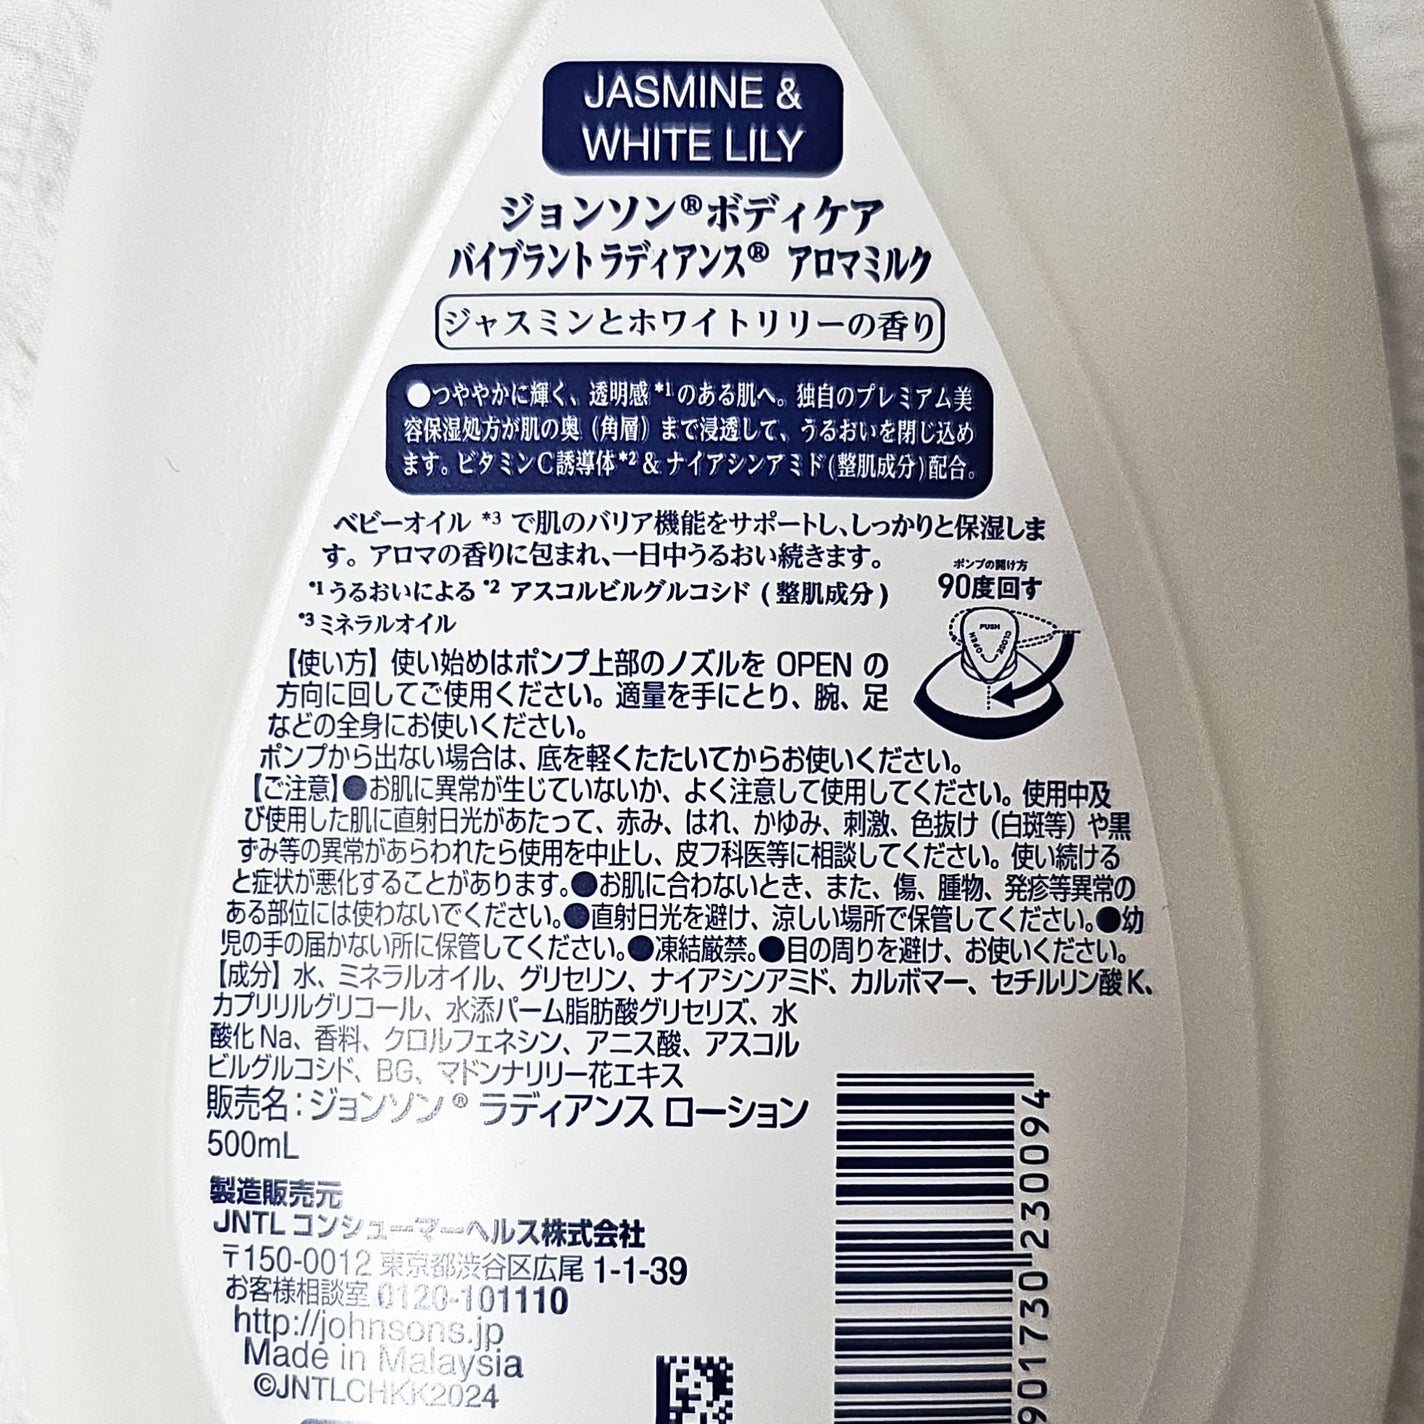 JASMINE &
WHITE LILY
ジョンソン®ボディケア
バイブラント ラディアンス® アロマミルク
ジャスミンとホワイトリリーの香り
●つややかに輝く、透明感*1のある肌へ。独自のプレミアム美
容保湿処方が肌の奥（角層）まで浸透して、うるおいを閉じ込め
ます。ビタミンC誘導体*2 & ナイアシンアミド(整肌成分)配合。
ベビーオイル *3 で肌のバリア機能をサポートし、しっかりと保湿しま
す。アロマの香りに包まれ、一日中うるおい続きます。
*1 うるおいによる *2 アスコルビルグルコシド ( 整肌成分 )
*3 ミネラルオイル
ポンプの開け方
90度回す
PUSH
OPEN
CLOSE
【使い方】使い始めはポンプ上部のノズルを OPEN の
方向に回してご使用ください。適量を手にとり、腕、足
などの全身にお使いください。
ポンプから出ない場合は、底を軽くたたいてからお使いください。
【ご注意】●お肌に異常が生じていないか、よく注意して使用してください。使用中及
び使用した肌に直射日光があたって、赤み、はれ、かゆみ、刺激、色抜け（白斑等）や黒
ずみ等の異常があらわれたら使用を中止し、皮フ科医等に相談してください。使い続ける
と症状が悪化することがあります。●お肌に合わないとき、また、傷、腫物、発疹等異常の
ある部位には使わないでください。●直射日光を避け、涼しい場所で保管してください。●幼
児の手の届かない所に保管してください。●凍結厳禁。●目の周りを避け、お使いください。
【成分】水、ミネラルオイル、グリセリン、ナイアシンアミド、カルボマー、セチルリン酸K、
カプリリルグリコール、水添パーム脂肪酸グリセリズ、水
酸化Na、香料、クロルフェネシン、アニス酸、アスコル
ビルグルコシド、BG、マドンナリリー花エキス
販売名：ジョンソン® ラディアンス ローション
500mL
製造販売元
JNTL コンシューマーヘルス株式会社
〒150-0012 東京都渋谷区広尾 1-1-39
お客様相談室 0120-101110
http://johnsons.jp
Made in Malaysia
©JNTLCHKK2024
901730 230094